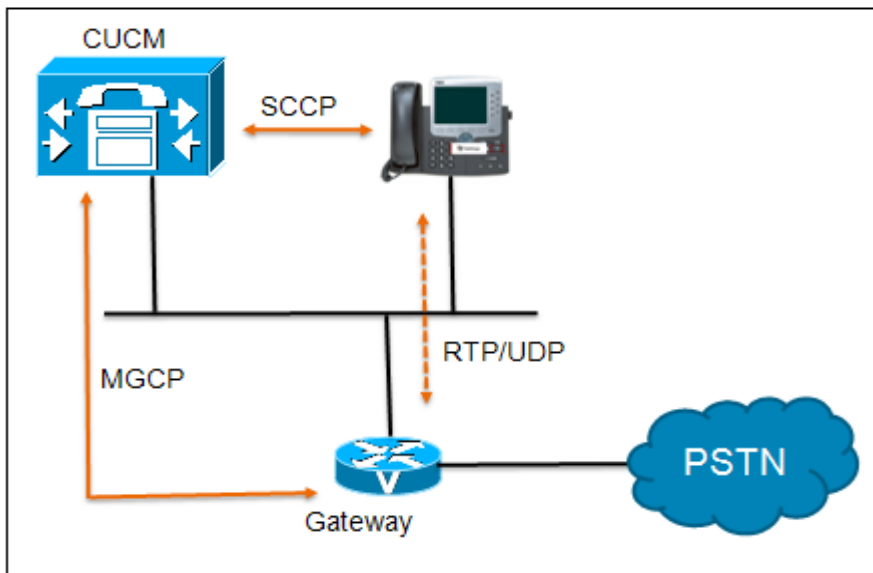 CUCM
SCCP
RTP/UDP
MGCP
PSTN
V
Gateway